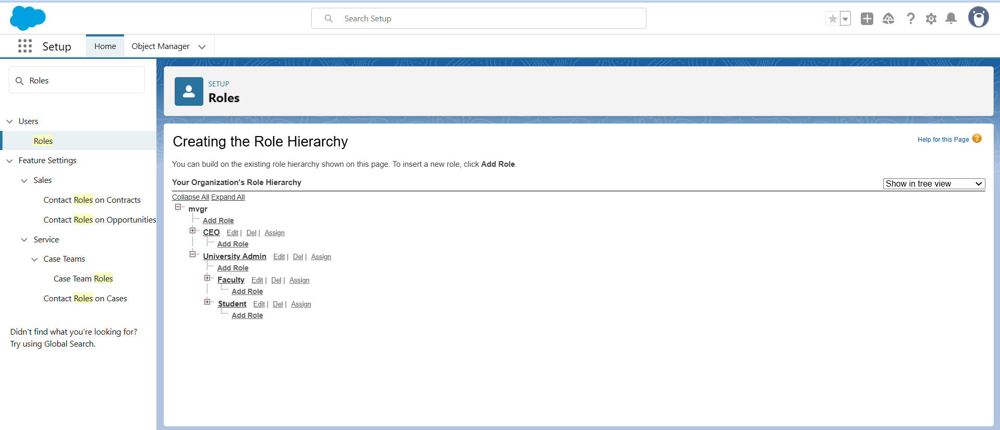 Search Setup
Setup
Home
Object Manager
Roles
Users
Roles
Feature Settings
Sales
Contact Roles on Contracts
Contact Roles on Opportunities
Service
Case Teams
Case Team Roles
Contact Roles on Cases
Didn't find what you're looking for?
Try using Global Search.
SETUP
Roles
Creating the Role Hierarchy
Help for this Page ?
You can build on the existing role hierarchy shown on this page. To insert a new role, click Add Role.
Your Organization's Role Hierarchy
Show in tree view
Collapse All Expand All
mvgr
Add Role
CEO Edit | Del | Assign
Add Role
University Admin Edit | Del | Assign
Add Role
Faculty Edit | Del | Assign
Add Role
Student Edit | Del | Assign
Add Role